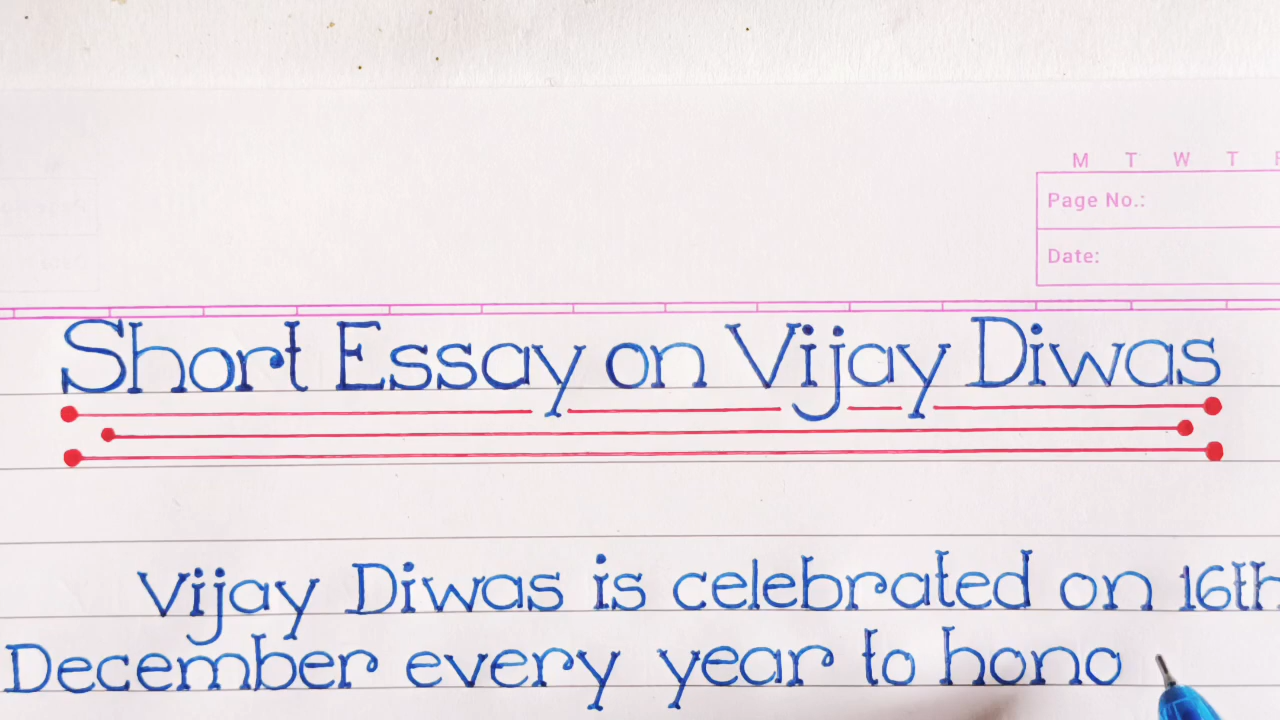 M T W T F
Page No.:
Date:
Short Essay on Vijay Diwas
Vijay Diwas is celebrated on 16th
December every year to hono